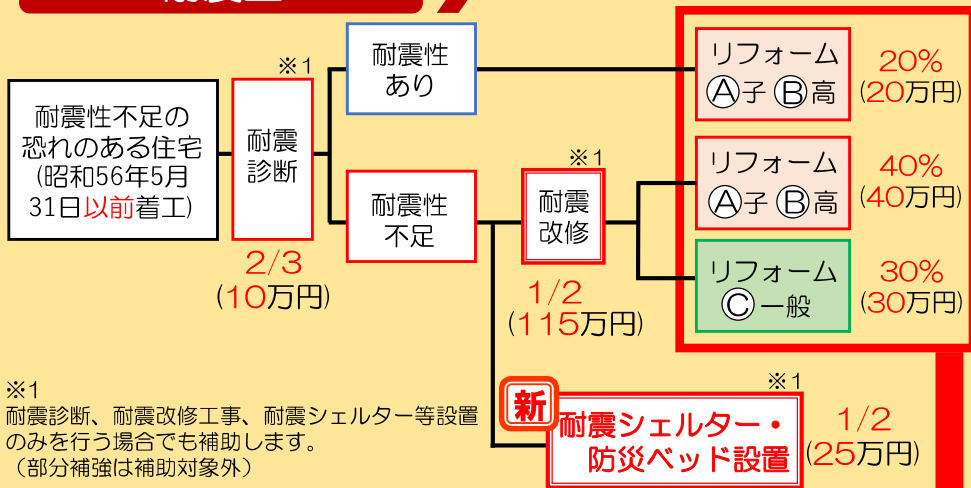 耐震性不足の
恐れのある住宅
(昭和56年5月
31日以前着工)
※1
耐震
診断
2/3
(10万円)
耐震性
あり
耐震性
不足
※1
耐震
改修
1/2
(115万円)
リフォーム
Ⓐ子 Ⓑ高
20%
(20万円)
リフォーム
Ⓐ子 Ⓑ高
40%
(40万円)
リフォーム
Ⓒ一般
30%
(30万円)
※1
新
耐震シェルター・
防災ベッド設置
1/2
(25万円)
※1
耐震診断、耐震改修工事、耐震シェルター等設置
のみを行う場合でも補助します。
（部分補強は補助対象外）